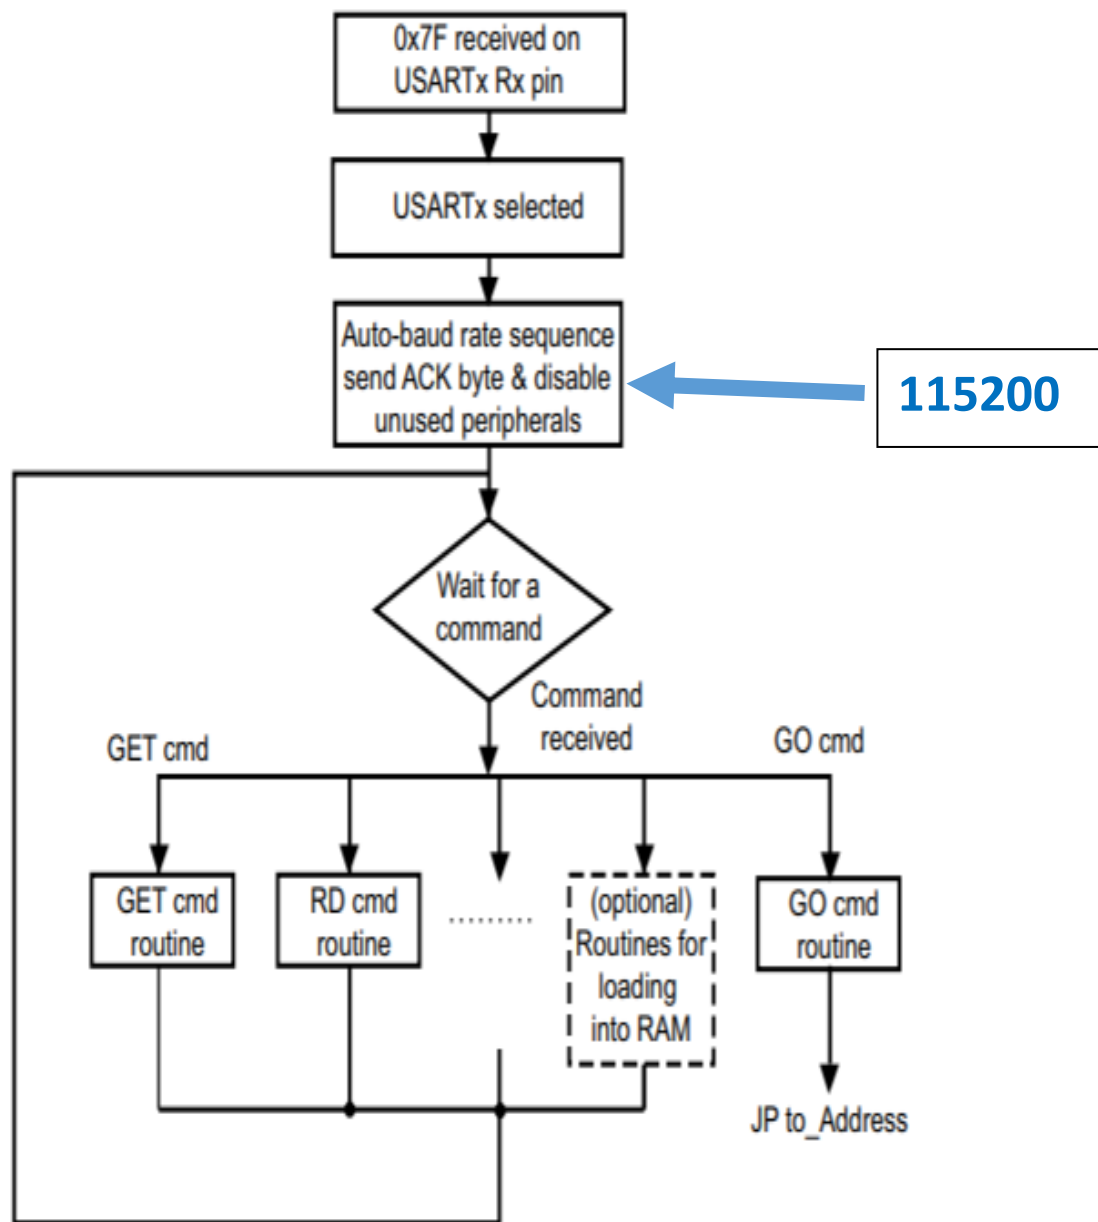 0x7F received on
USARTx Rx pin
USARTx selected
Auto-baud rate sequence
send ACK byte & disable
unused peripherals
115200
Wait for a
command
Command
received
GET cmd
GO cmd
GET cmd
routine
RD cmd
routine
.........
(optional)
Routines for
loading
into RAM
GO cmd
routine
JP to_Address